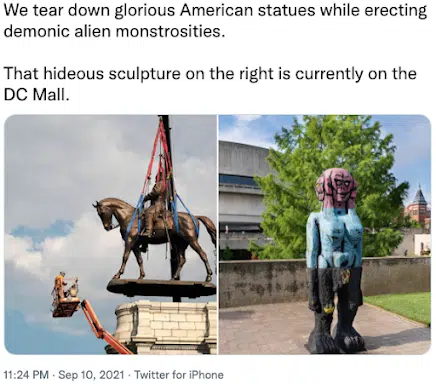 We tear down glorious American statues while erecting
demonic alien monstrosities.
That hideous sculpture on the right is currently on the
DC Mall.
11:24 PM · Sep 10, 2021 · Twitter for iPhone